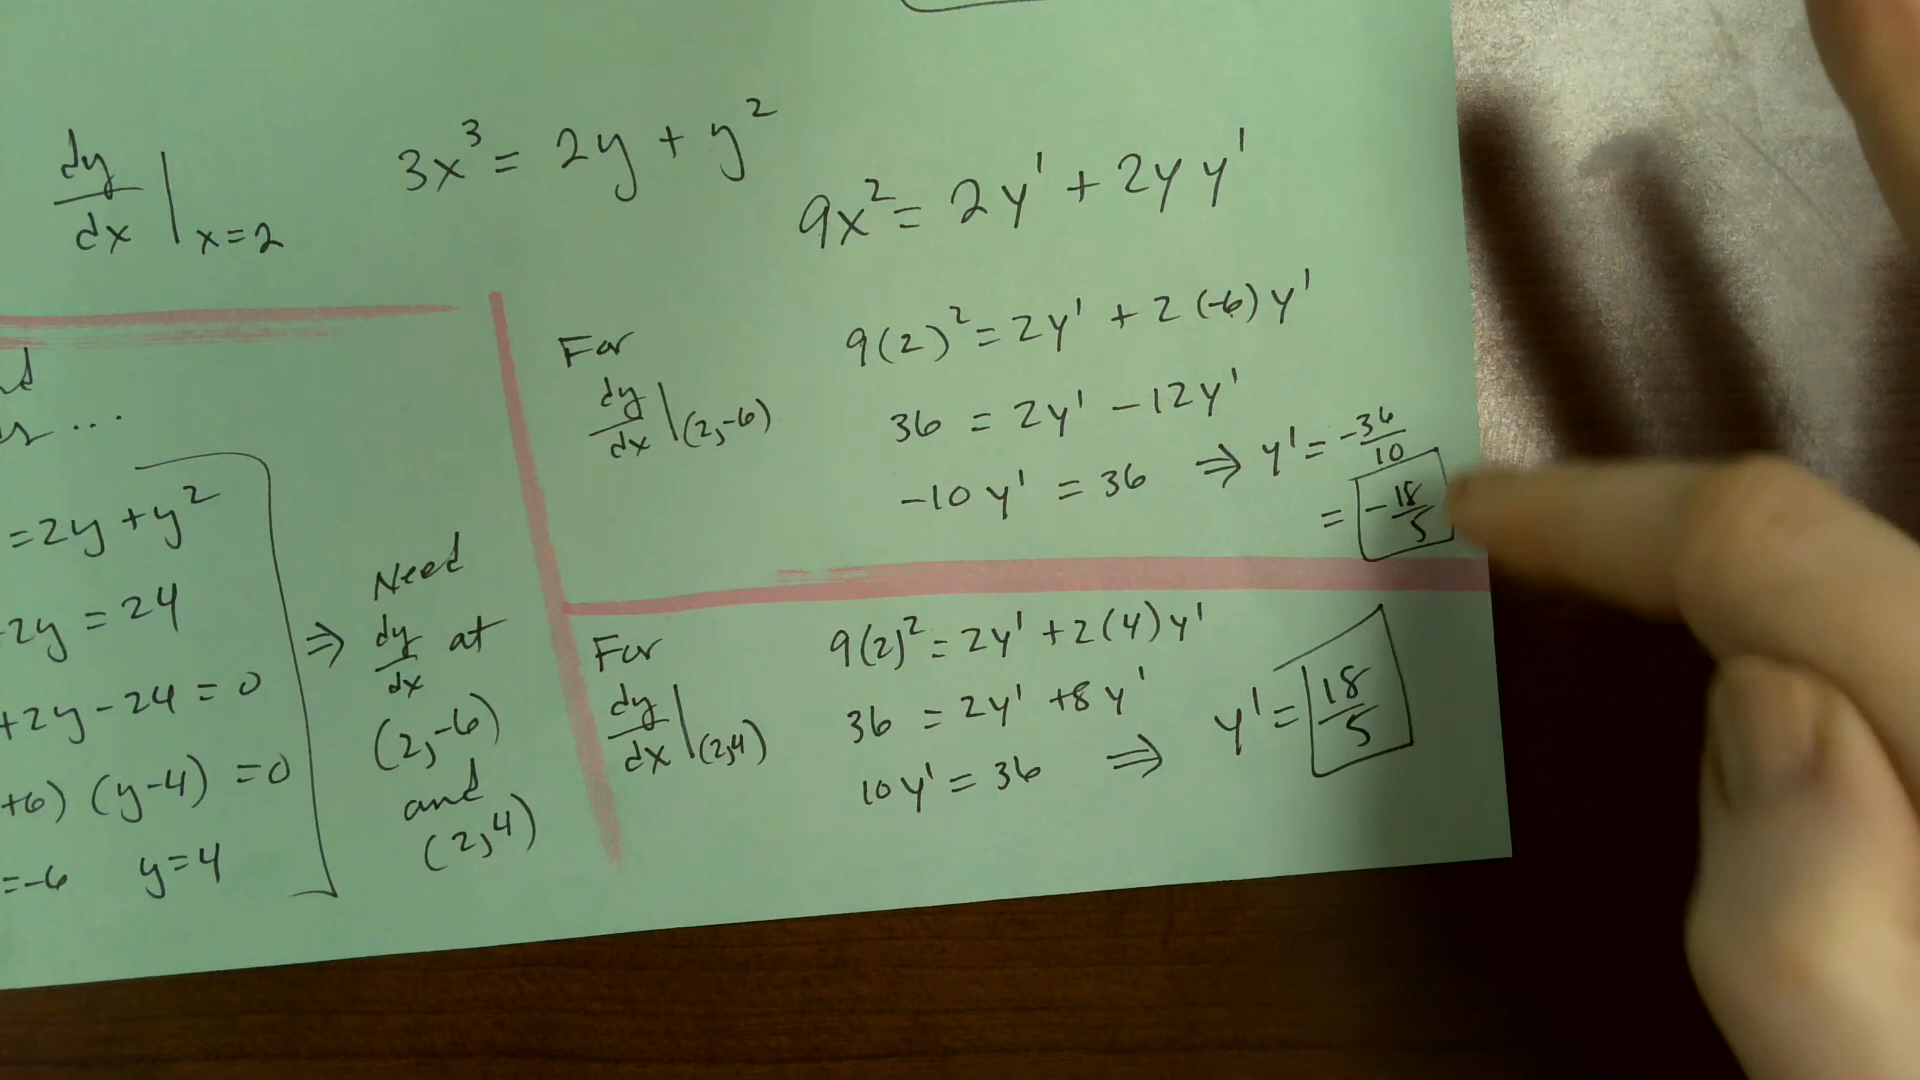 dy/dx |x=2
3x³ = 2y + y²
9x² = 2y' + 2y y'
...
= 2y + y²
2y = 24
+2y - 24 = 0
+6) (y-4) = 0
= -6 y=4
⇒ Need
dy/dx at
(2,-6)
and
(2,4)
For
dy/dx |(2,-6)
9(2)² = 2y' + 2(-6)y'
36 = 2y' - 12y'
-10y' = 36 ⇒ y' = -36/10
= -18/5
For
dy/dx |(2,4)
9(2)² = 2y' + 2(4)y'
36 = 2y' + 8y'
10y' = 36 ⇒ y' = 18/5